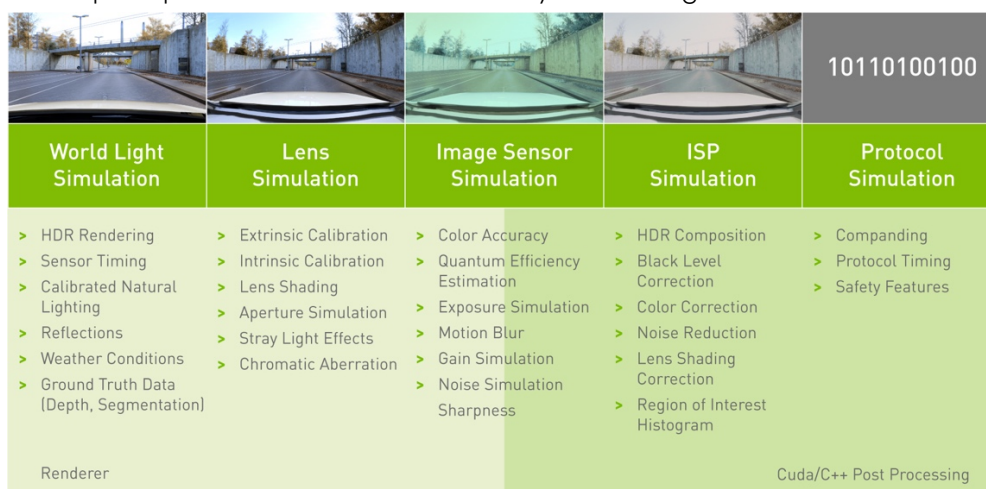 10110100100
World Light
Simulation
Lens
Simulation
Image Sensor
Simulation
ISP
Simulation
Protocol
Simulation
> HDR Rendering
> Sensor Timing
> Calibrated Natural
Lighting
> Reflections
> Weather Conditions
> Ground Truth Data
(Depth, Segmentation)
> Extrinsic Calibration
> Intrinsic Calibration
> Lens Shading
> Aperture Simulation
> Stray Light Effects
> Chromatic Aberration
> Color Accuracy
> Quantum Efficiency
Estimation
> Exposure Simulation
> Motion Blur
> Gain Simulation
> Noise Simulation
Sharpness
> HDR Composition
> Black Level
Correction
> Color Correction
> Noise Reduction
> Lens Shading
Correction
> Region of Interest
Histogram
> Companding
> Protocol Timing
> Safety Features
Renderer
Cuda/C++ Post Processing